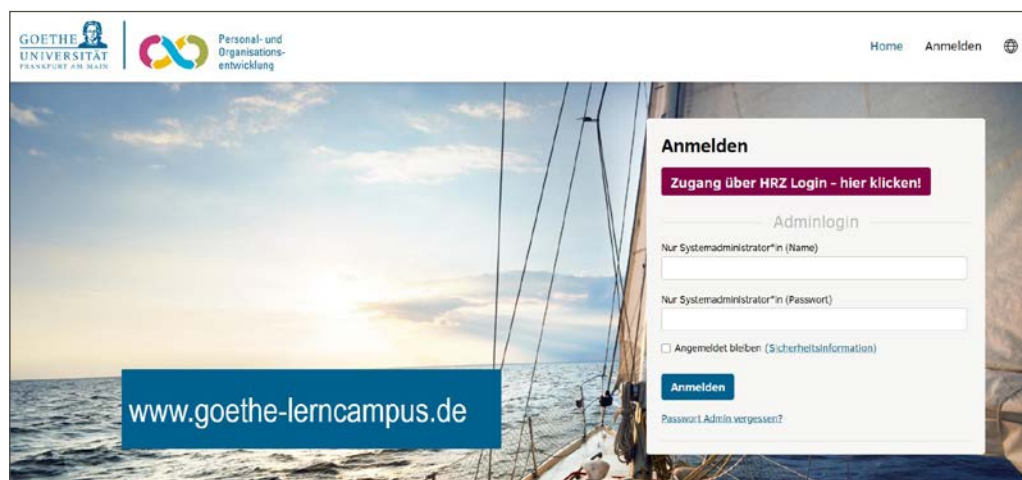 GOETHE
UNIVERSITÄT
FRANKFURT AM MAIN
Personal- und
Organisations-
entwicklung
Home Anmelden
Anmelden
Zugang über HRZ Login – hier klicken!
Adminlogin
Nur Systemadministrator*in (Name)
Nur Systemadministrator*in (Passwort)
Angemeldet bleiben (Sicherheitsinformation)
Anmelden
Passwort Admin vergessen?
www.goethe-lerncampus.de